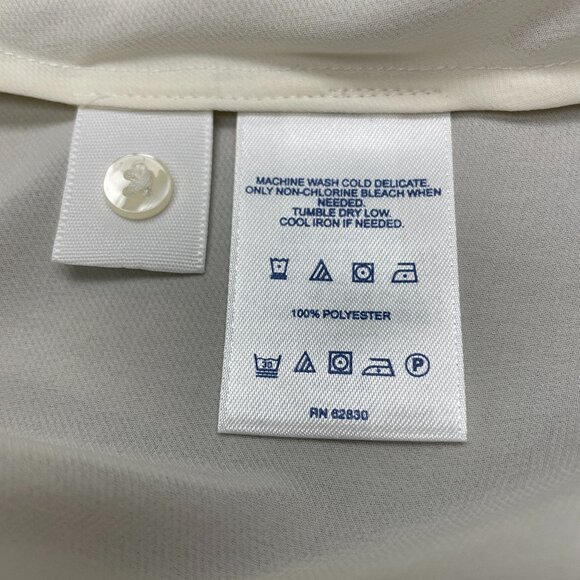 MACHINE WASH COLD DELICATE.
ONLY NON-CHLORINE BLEACH WHEN
NEEDED.
TUMBLE DRY LOW.
COOL IRON IF NEEDED.
100% POLYESTER
30 P
RN 62830